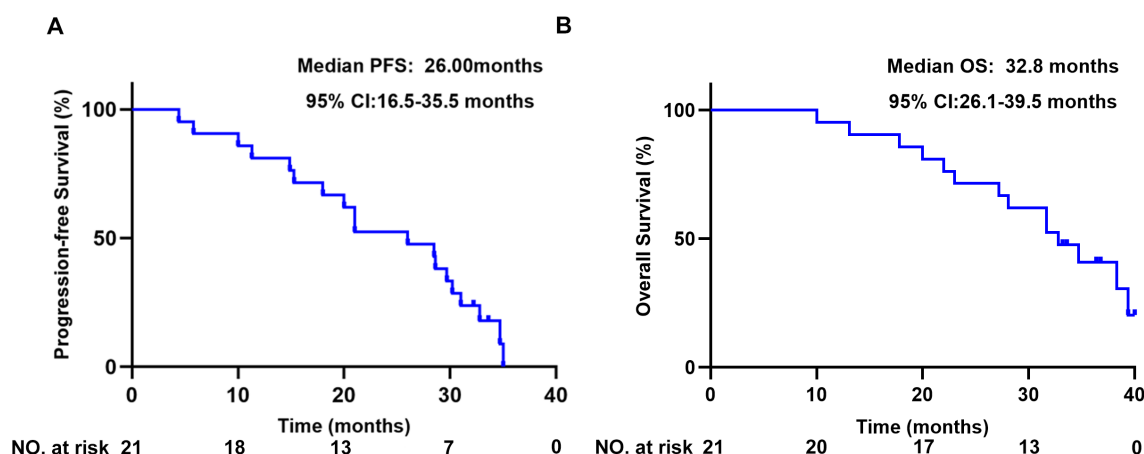 A
Median PFS: 26.00months
95% CI:16.5-35.5 months
Progression-free Survival (%)
100
50
0
0 10 20 30 40
Time (months)
NO. at risk 21 18 13 7 0
B
Median OS: 32.8 months
95% CI:26.1-39.5 months
Overall Survival (%)
100
50
0
0 10 20 30 40
Time (months)
NO. at risk 21 20 17 13 0